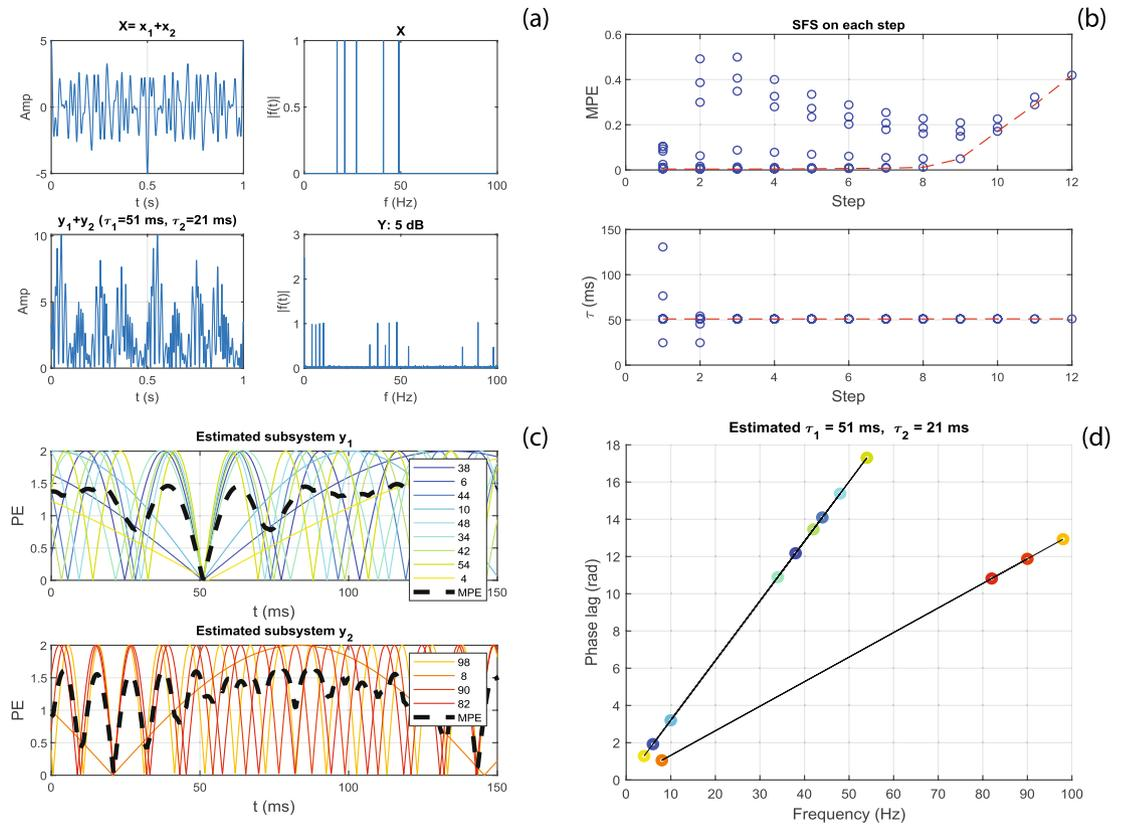 (a)
X= x1+x2
Amp
5
0
-5
0 0.5 1
t (s)
X
|f(t)|
1
0.5
0
0 50 100
f (Hz)
y1+y2 (τ1=51 ms, τ2=21 ms)
Amp
10
5
0
0 0.5 1
t (s)
Y: 5 dB
|f(t)|
3
2
1
0
0 50 100
f (Hz)
(b)
SFS on each step
MPE
0.6
0.4
0.2
0
0 2 4 6 8 10 12
Step
τ (ms)
150
100
50
0
0 2 4 6 8 10 12
Step
(c)
Estimated subsystem y1
PE
2
1.5
1
0.5
0
0 50 100 150
t (ms)
38
6
44
10
48
34
42
54
4
MPE
Estimated subsystem y2
PE
2
1.5
1
0.5
0
0 50 100 150
t (ms)
98
8
90
82
MPE
(d)
Estimated τ1 = 51 ms, τ2 = 21 ms
Phase lag (rad)
18
16
14
12
10
8
6
4
2
0
0 10 20 30 40 50 60 70 80 90 100
Frequency (Hz)